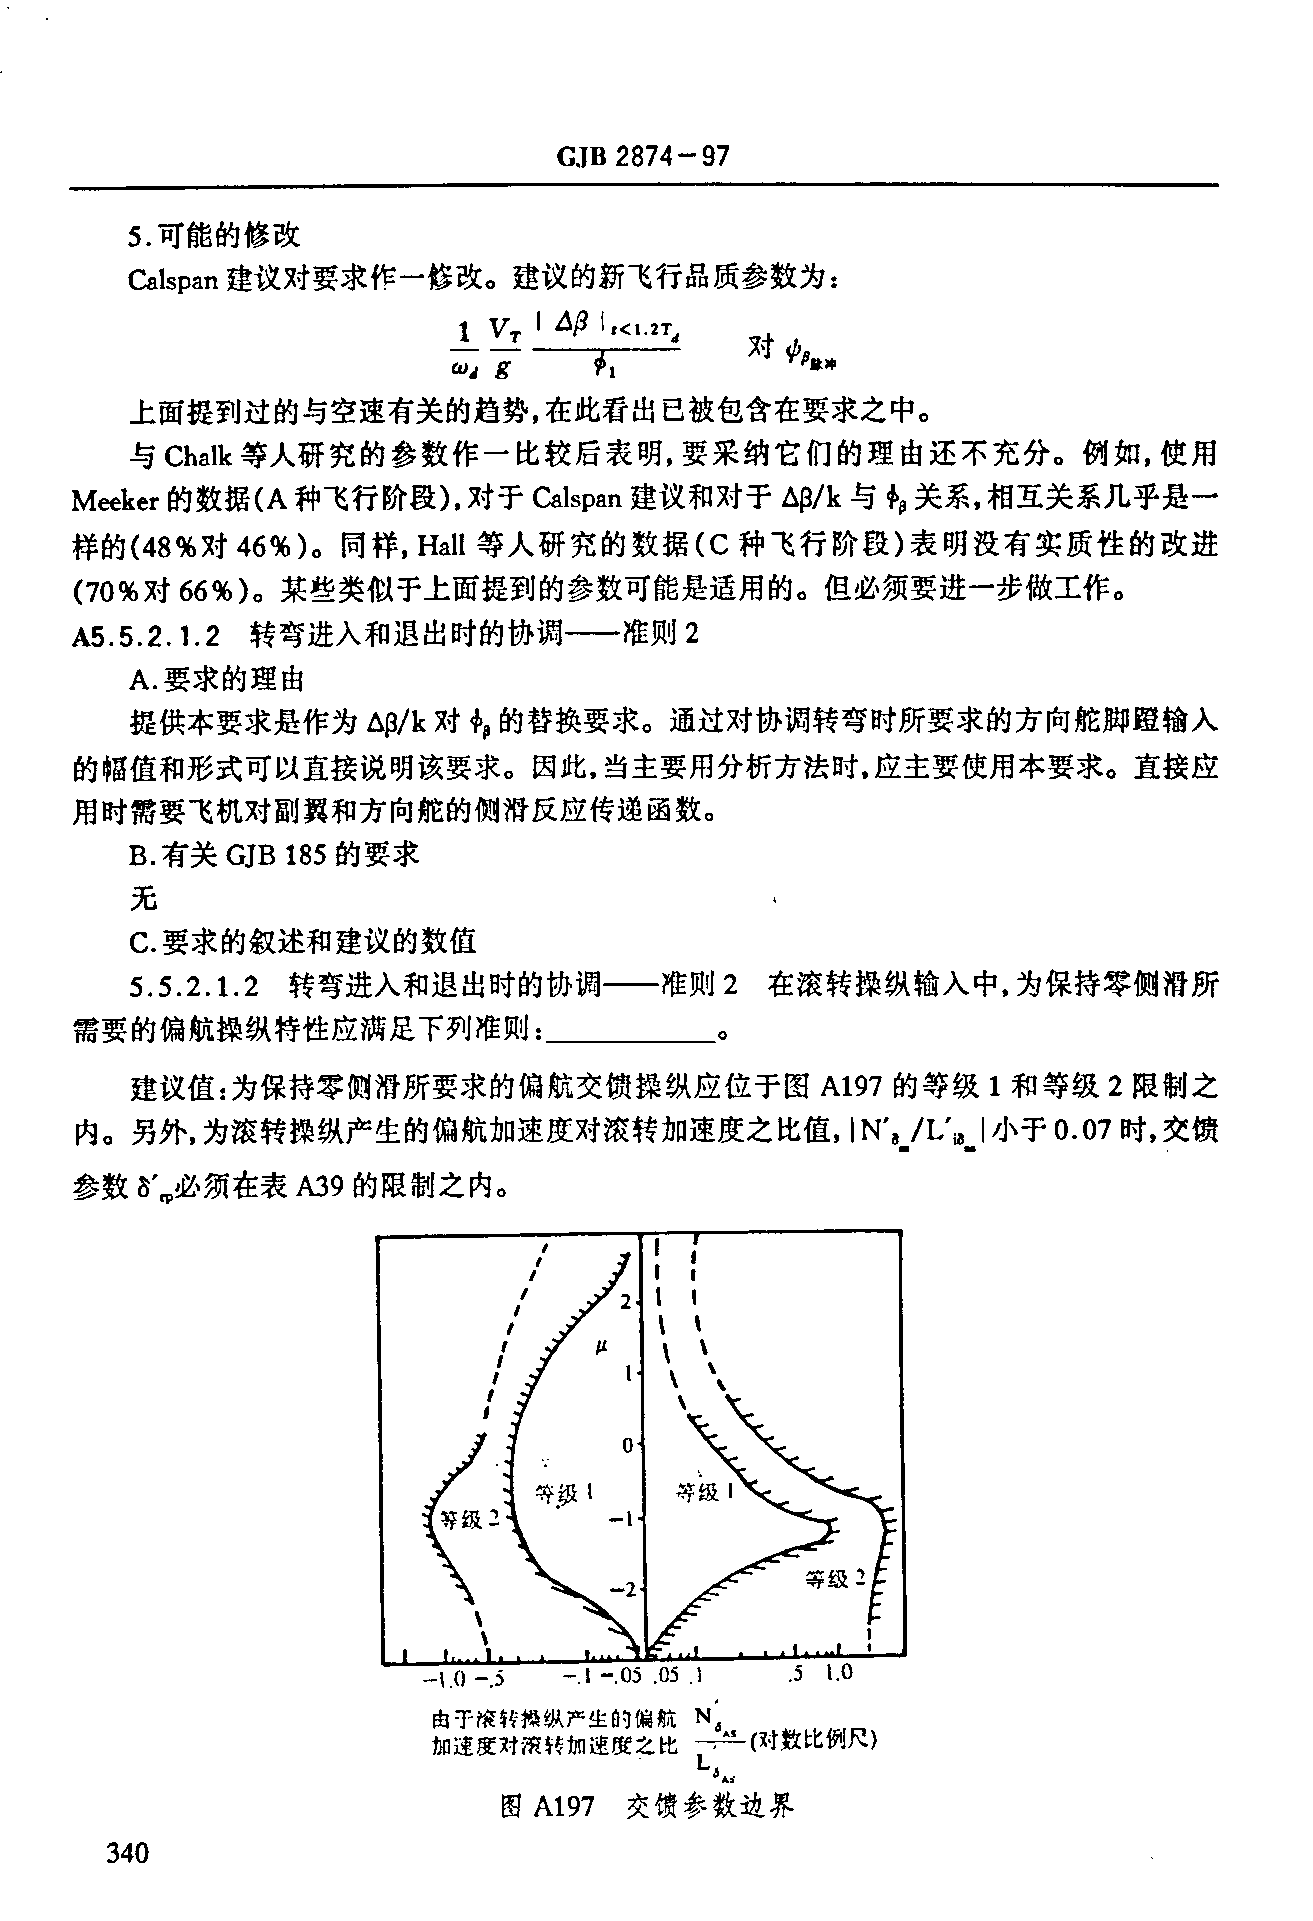 GJB 2874－97
5.可能的修改
Calspan 建议对要求作一修改。建议的新飞行品质参数为：
1 V_T |Δβ|_{t<1.2T_d}
ω_d g ϕ_1 对 ψ_β脉冲
上面提到过的与空速有关的趋势,在此看出已被包含在要求之中。
与 Chalk 等人研究的参数作一比较后表明,要采纳它们的理由还不充分。例如,使用
Meeker 的数据(A 种飞行阶段),对于 Calspan 建议和对于 Δβ/k 与 ψ_β 关系,相互关系几乎是一
样的(48%对 46%)。同样,Hall 等人研究的数据(C 种飞行阶段)表明没有实质性的改进
(70%对 66%)。某些类似于上面提到的参数可能是适用的。但必须要进一步做工作。
A5.5.2.1.2 转弯进入和退出时的协调——准则 2
A.要求的理由
提供本要求是作为 Δβ/k 对 ψ_β 的替换要求。通过对协调转弯时所要求的方向舵脚蹬输入
的幅值和形式可以直接说明该要求。因此,当主要用分析方法时,应主要使用本要求。直接应
用时需要飞机对副翼和方向舵的侧滑反应传递函数。
B.有关 GJB 185 的要求
无
C.要求的叙述和建议的数值
5.5.2.1.2 转弯进入和退出时的协调——准则 2 在滚转操纵输入中,为保持零侧滑所
需要的偏航操纵特性应满足下列准则:__________。
建议值:为保持零侧滑所要求的偏航交馈操纵应位于图 A197 的等级 1 和等级 2 限制之
内。另外,为滚转操纵产生的偏航加速度对滚转加速度之比值,|N′_δ/L′_δ|小于 0.07 时,交馈
参数 δ′_rp必须在表 A39 的限制之内。
2
μ
1
0
等级 1 等级 1
等级 2 －1
－2 等级 2
－1.0 －.5 －.1 －.05 .05 .1 .5 1.0
由于滚转操纵产生的偏航 N′_δAS
加速度对滚转加速度之比 (对数比例尺)
L′_δAS
图 A197 交馈参数边界
340